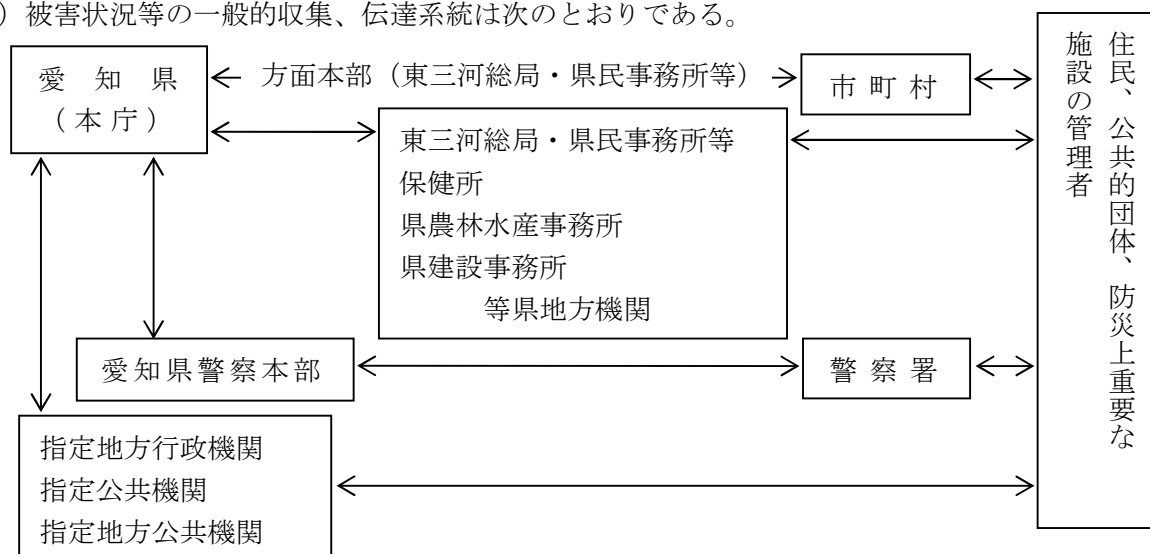 ) 被害状況等の一般的収集、伝達系統は次のとおりである。
愛知県
(本庁)
方面本部（東三河総局・県民事務所等）
市町村
東三河総局・県民事務所等
保健所
県農林水産事務所
県建設事務所
等県地方機関
愛知県警察本部
警察署
指定地方行政機関
指定公共機関
指定地方公共機関
住民、公共的団体、防災上重要な
施設の管理者